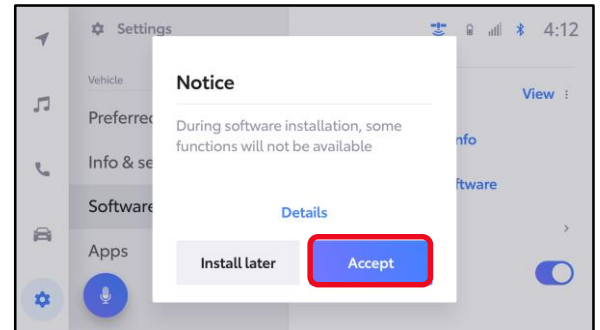 Settings
4:12
Vehicle
Notice
View
Preferred
During software installation, some
functions will not be available
nfo
Info & se
ftware
Software
Details
Apps
Install later
Accept